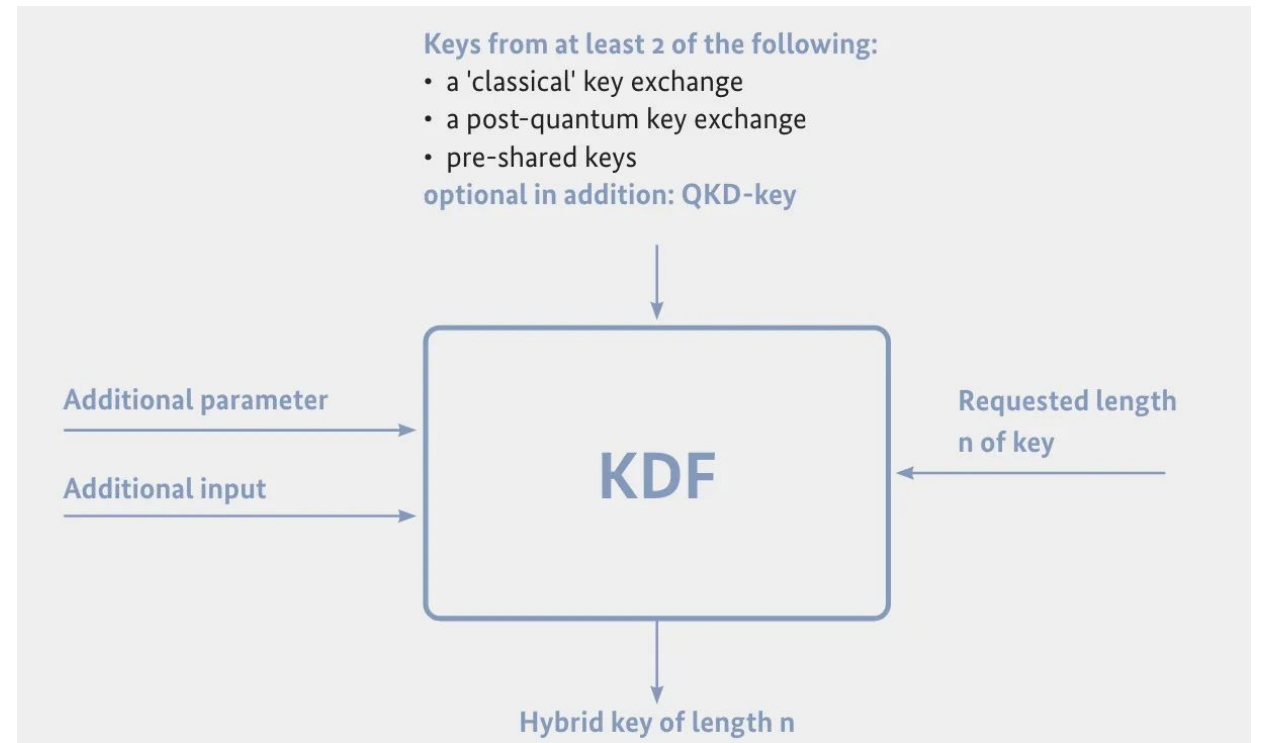 Keys from at least 2 of the following:
• a 'classical' key exchange
• a post-quantum key exchange
• pre-shared keys
optional in addition: QKD-key
Additional parameter
Additional input
KDF
Requested length
n of key
Hybrid key of length n